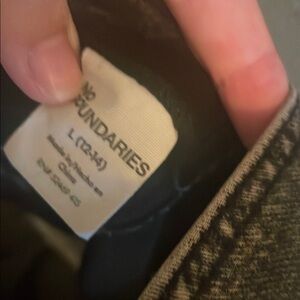 No
BOUNDARIES
L (12-14)
Made in/Hecho en
China